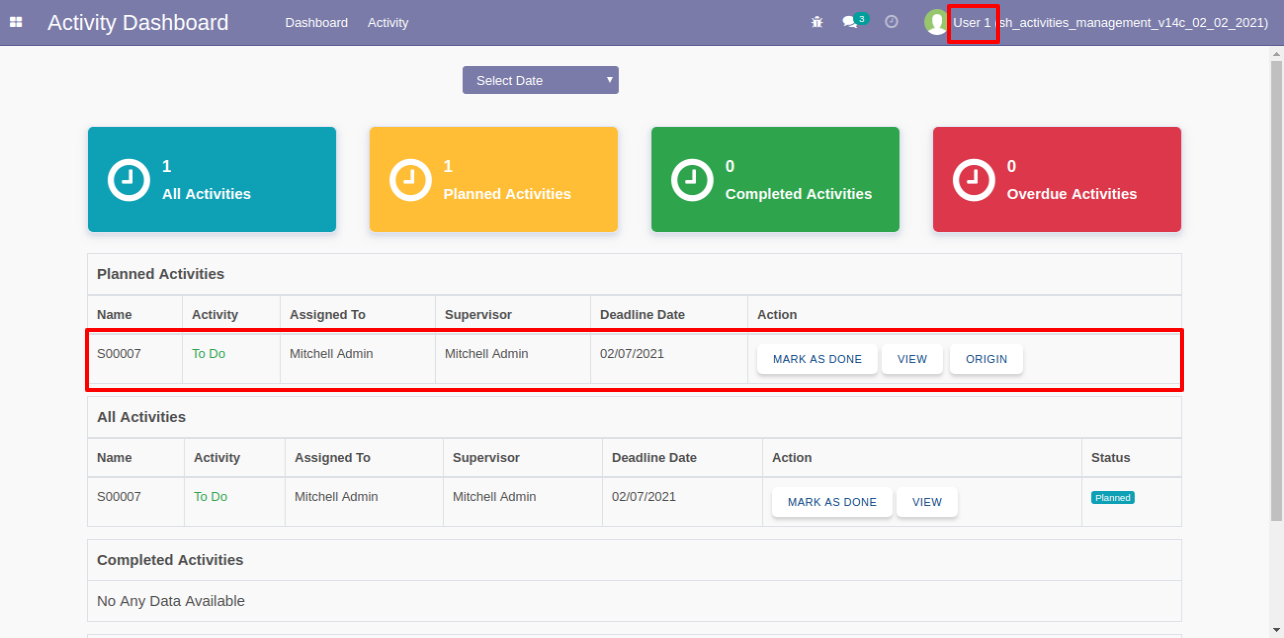 Activity Dashboard Dashboard Activity 3 User 1 (sh_activities_management_v14c_02_02_2021)
Select Date
1
All Activities
1
Planned Activities
0
Completed Activities
0
Overdue Activities
Planned Activities
Name Activity Assigned To Supervisor Deadline Date Action
S00007 To Do Mitchell Admin Mitchell Admin 02/07/2021 MARK AS DONE VIEW ORIGIN
All Activities
Name Activity Assigned To Supervisor Deadline Date Action Status
S00007 To Do Mitchell Admin Mitchell Admin 02/07/2021 MARK AS DONE VIEW Planned
Completed Activities
No Any Data Available